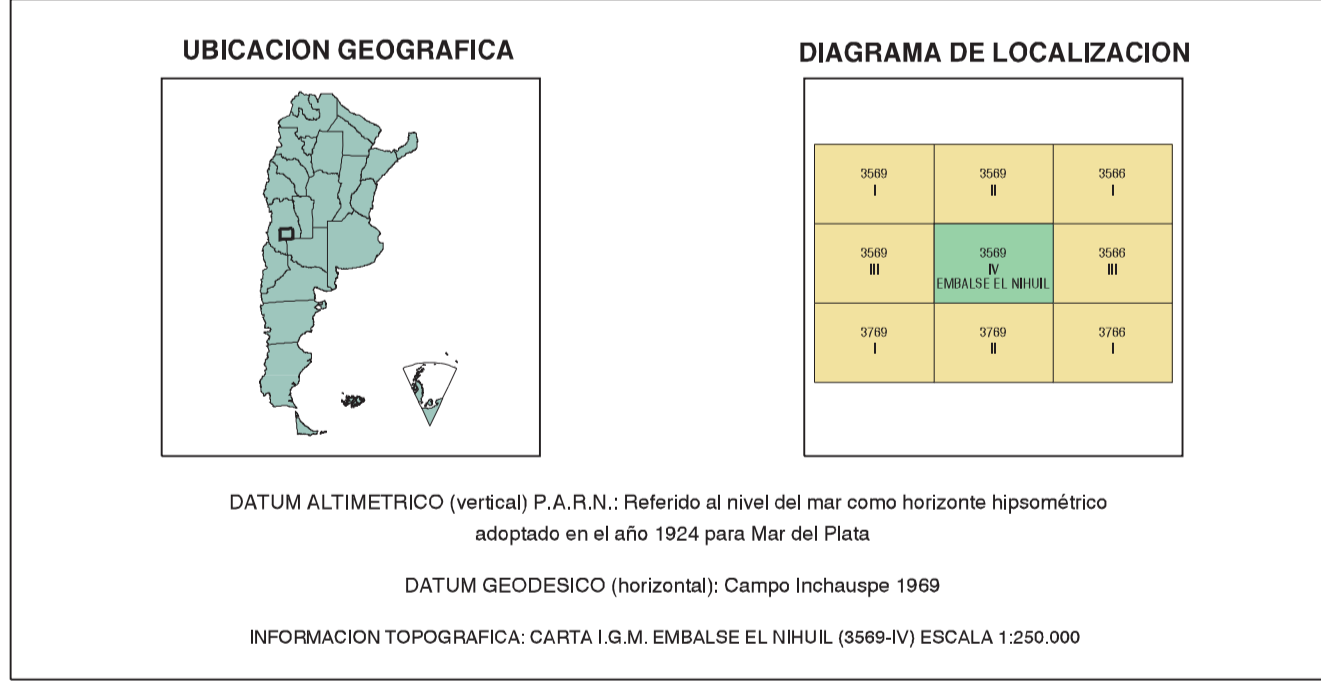 UBICACION GEOGRAFICA
DIAGRAMA DE LOCALIZACION
3569
I
3569
II
3566
I
3569
III
3569
IV
EMBALSE EL NIHUIL
3566
III
3769
I
3769
II
3766
I
DATUM ALTIMETRICO (vertical) P.A.R.N.: Referido al nivel del mar como horizonte hipsométrico
adoptado en el año 1924 para Mar del Plata
DATUM GEODESICO (horizontal): Campo Inchauspe 1969
INFORMACION TOPOGRAFICA: CARTA I.G.M. EMBALSE EL NIHUIL (3569-IV) ESCALA 1:250.000